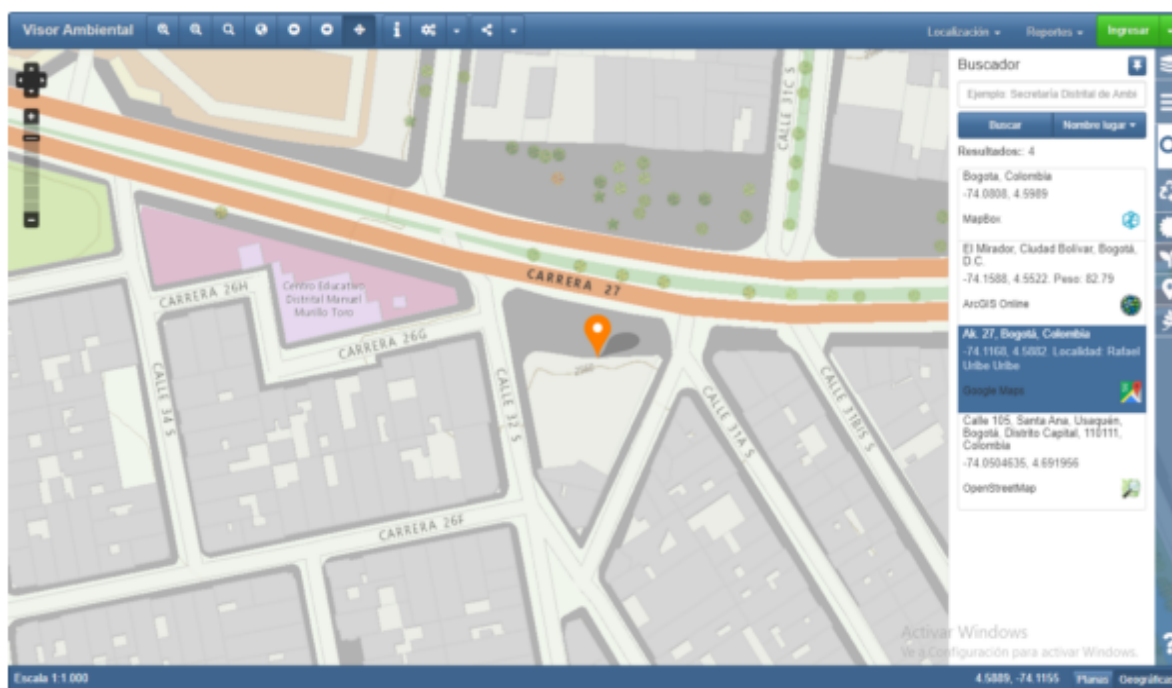 Visor Ambiental
Localización
Reportes
Ingresar
Buscador
Ejemplo: Secretaría Distrital de Ambi
Buscar
Nombre lugar
Resultados:: 4
Bogota, Colombia
-74.0808, 4.5989
MapBox
El Mirador, Ciudad Bolivar, Bogotá,
D.C.
-74.1588, 4.5522. Peso: 82.79
ArcGIS Online
Ak. 27, Bogotá, Colombia
-74.1168, 4.5882. Localidad: Rafael
Uribe Uribe
Google Maps
Calle 105, Santa Ana, Usaquén,
Bogotá, Distrito Capital, 110111,
Colombia
-74.0504635, 4.691956
OpenStreetMap
CALLE 31C S
CARRERA 27
Centro Educativo
Distrital Manuel
Murillo Toro
CARRERA 26H
CARRERA 26G
CALLE 34 S
CALLE 32 S
CALLE 31A S
CALLE 31BIS S
CARRERA 26F
Activar Windows
Ve a Configuración para activar Windows.
Escala 1:1.000
4.5889, -74.1155
Planas
Geográficas